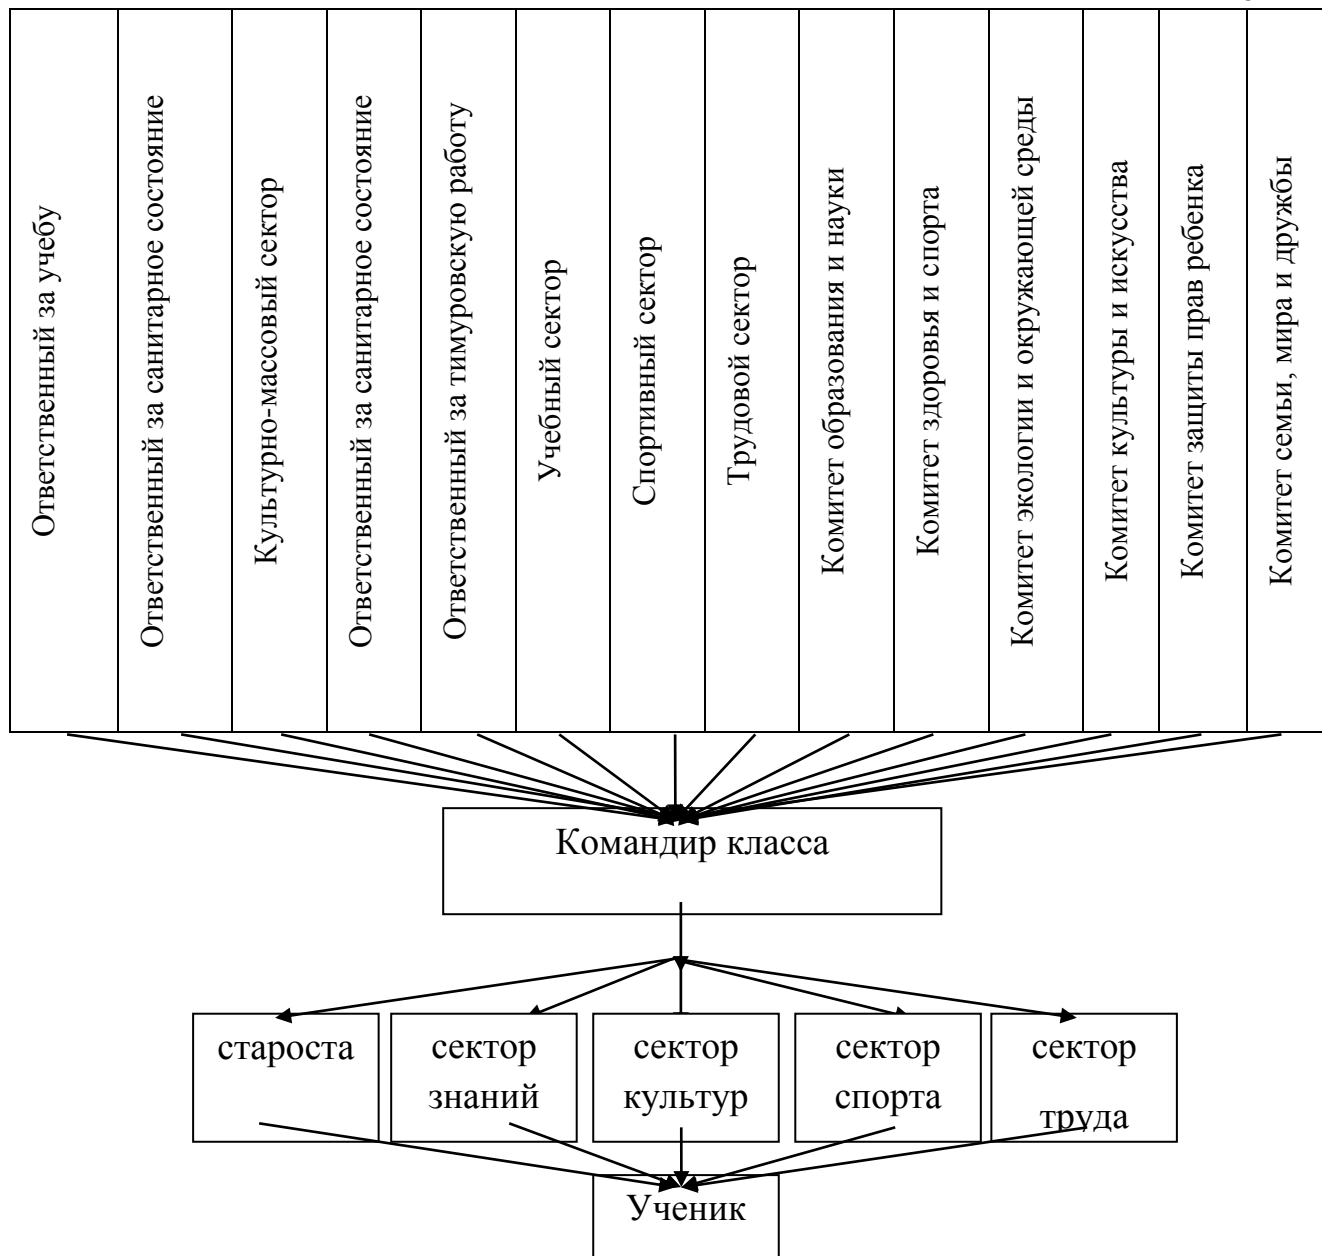 Ответственный за учебу
Ответственный за санитарное состояние
Культурно-массовый сектор
Ответственный за санитарное состояние
Ответственный за тимуровскую работу
Учебный сектор
Спортивный сектор
Трудовой сектор
Комитет образования и науки
Комитет здоровья и спорта
Комитет экологии и окружающей среды
Комитет культуры и искусства
Комитет защиты прав ребенка
Комитет семьи, мира и дружбы
Командир класса
староста
сектор
знаний
сектор
культур
сектор
спорта
сектор
труда
Ученик